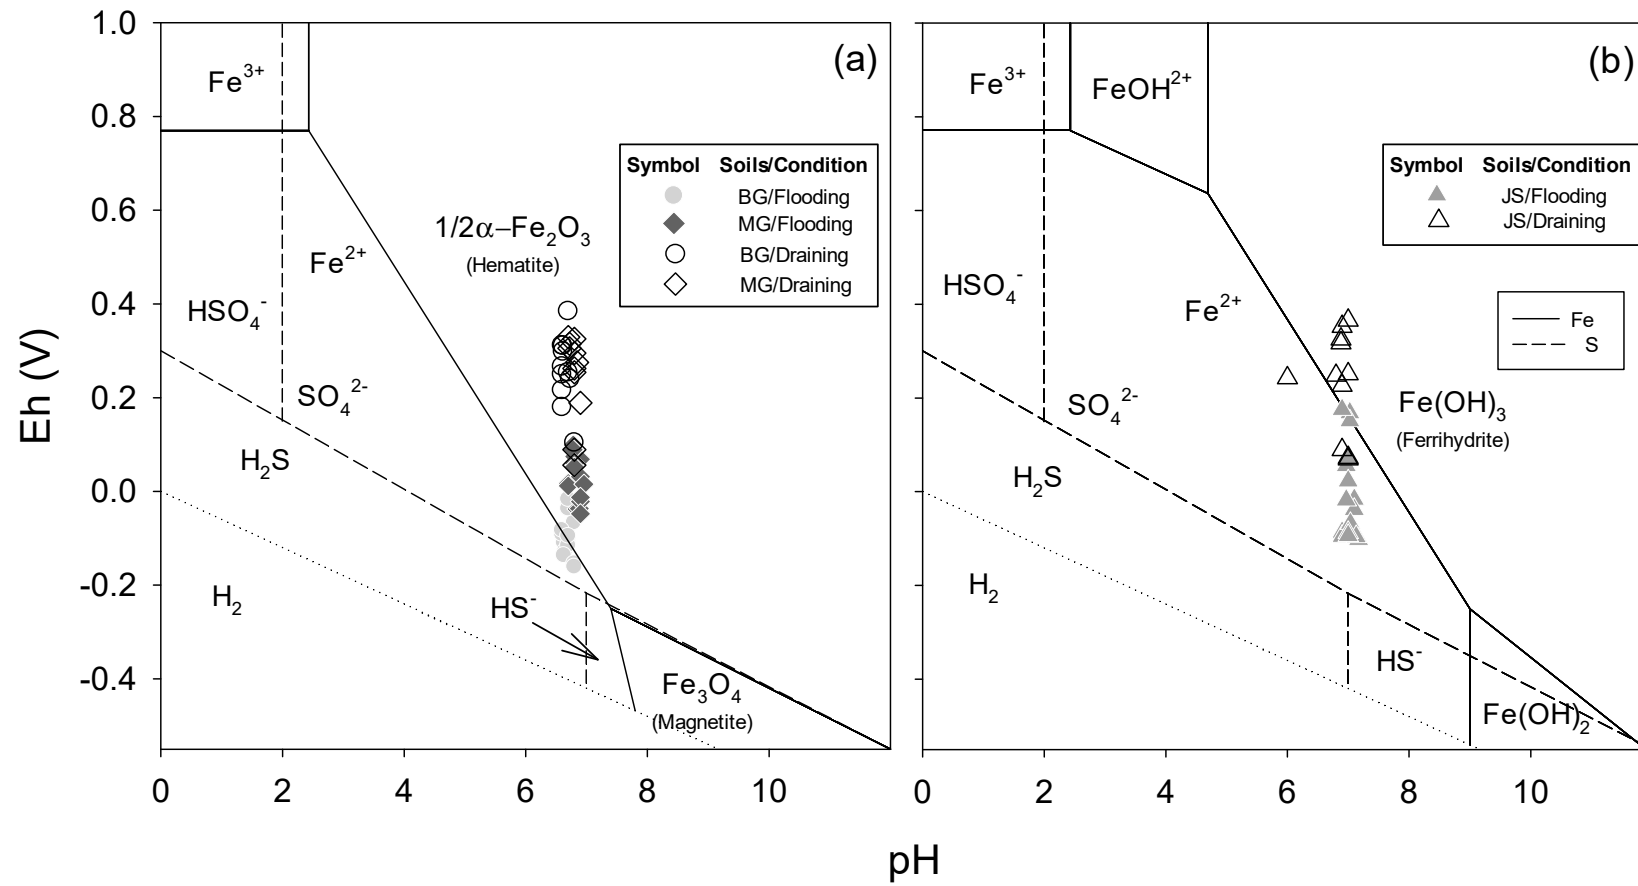 1.0
0.8
0.6
0.4
0.2
0.0
-0.2
-0.4
Eh (V)
(a)
Fe³⁺
Symbol Soils/Condition
BG/Flooding
MG/Flooding
BG/Draining
MG/Draining
1/2α–Fe₂O₃
(Hematite)
Fe²⁺
HSO₄⁻
SO₄²⁻
H₂S
H₂
HS⁻
Fe₃O₄
(Magnetite)
0 2 4 6 8 10
(b)
Fe³⁺
FeOH²⁺
Symbol Soils/Condition
JS/Flooding
JS/Draining
HSO₄⁻
Fe²⁺
Fe
S
SO₄²⁻
Fe(OH)₃
(Ferrihydrite)
H₂S
H₂
HS⁻
Fe(OH)₂
0 2 4 6 8 10
pH